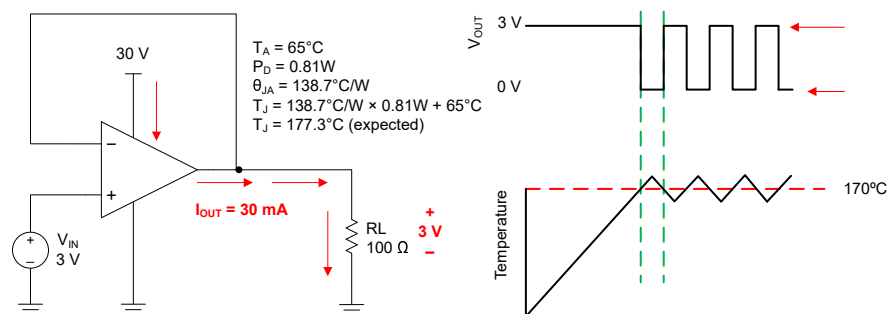 30 V
T_A = 65°C
P_D = 0.81W
θ_JA = 138.7°C/W
T_J = 138.7°C/W × 0.81W + 65°C
T_J = 177.3°C (expected)
−
+
I_OUT = 30 mA
+
−
V_IN
3 V
RL
100 Ω
+
3 V
−
V_OUT
3 V
0 V
Temperature
170ºC